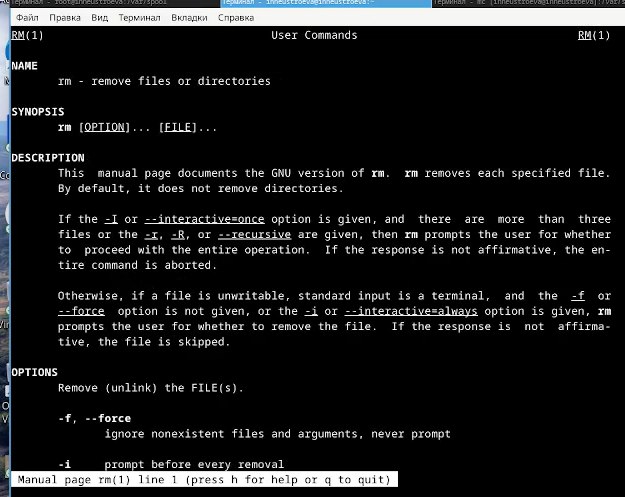 Терминал - root@inneustroeva:/var/spool Терминал - inneustroeva@inneustroeva:~ Терминал - mc [inneustroeva@inneustroeva]:/var/s
Файл Правка Вид Терминал Вкладки Справка
RM(1) User Commands RM(1)
NAME
rm - remove files or directories
SYNOPSIS
rm [OPTION]... [FILE]...
DESCRIPTION
This manual page documents the GNU version of rm. rm removes each specified file.
By default, it does not remove directories.
If the -I or --interactive=once option is given, and there are more than three
files or the -r, -R, or --recursive are given, then rm prompts the user for whether
to proceed with the entire operation. If the response is not affirmative, the en-
tire command is aborted.
Otherwise, if a file is unwritable, standard input is a terminal, and the -f or
--force option is not given, or the -i or --interactive=always option is given, rm
prompts the user for whether to remove the file. If the response is not affirma-
tive, the file is skipped.
OPTIONS
Remove (unlink) the FILE(s).
-f, --force
ignore nonexistent files and arguments, never prompt
-i prompt before every removal
Manual page rm(1) line 1 (press h for help or q to quit)